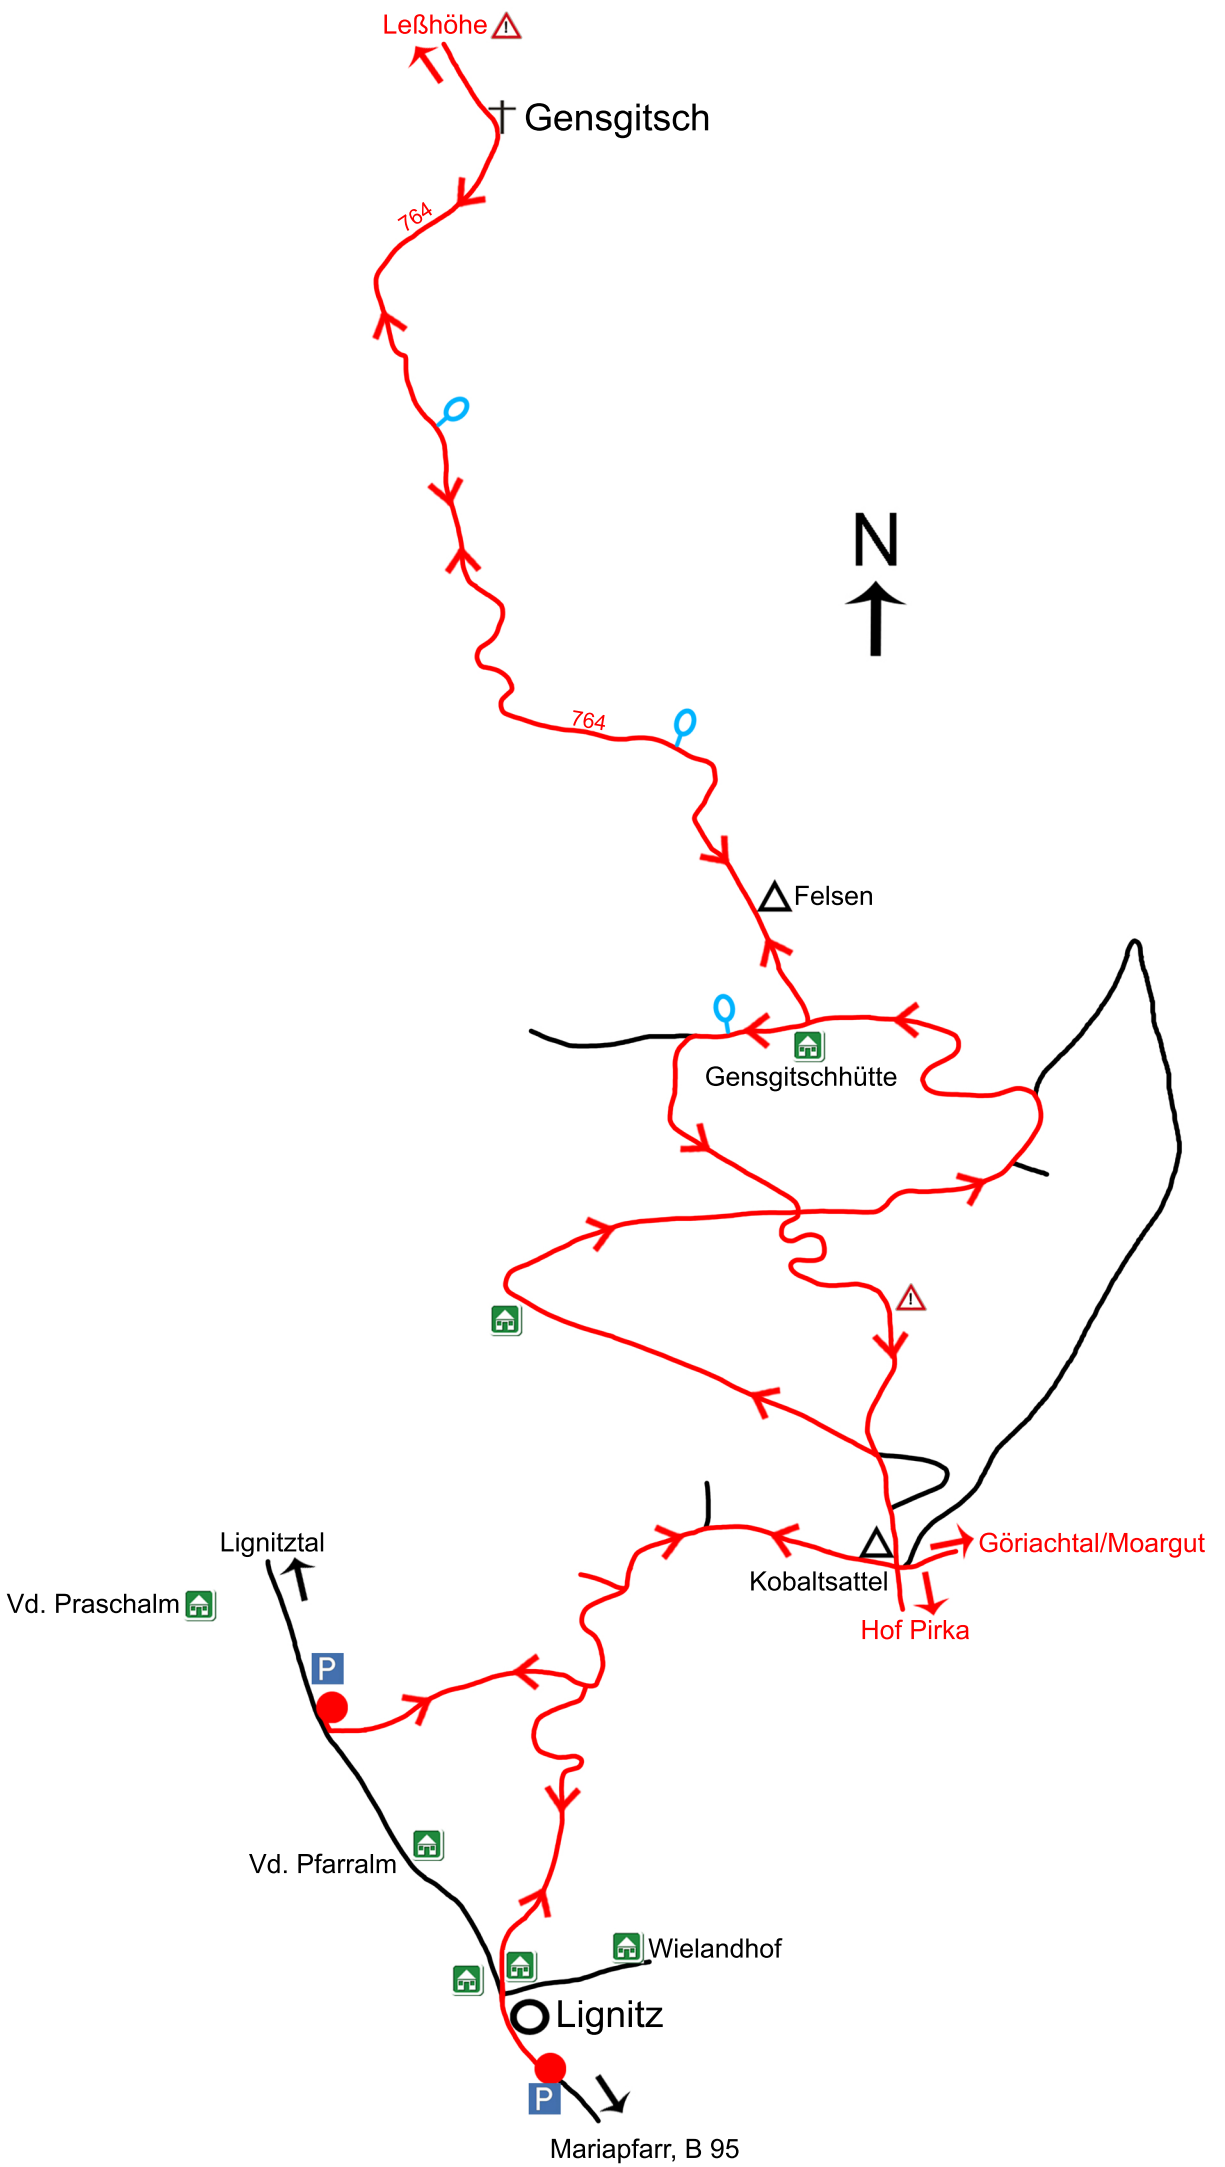 Leßhöhe
!
Gensgitsch
764
N
764
Felsen
Gensgitschhütte
!
Lignitztal
Göriachtal/Moargut
Kobaltsattel
Vd. Praschalm
Hof Pirka
P
Vd. Pfarralm
Wielandhof
Lignitz
P
Mariapfarr, B 95